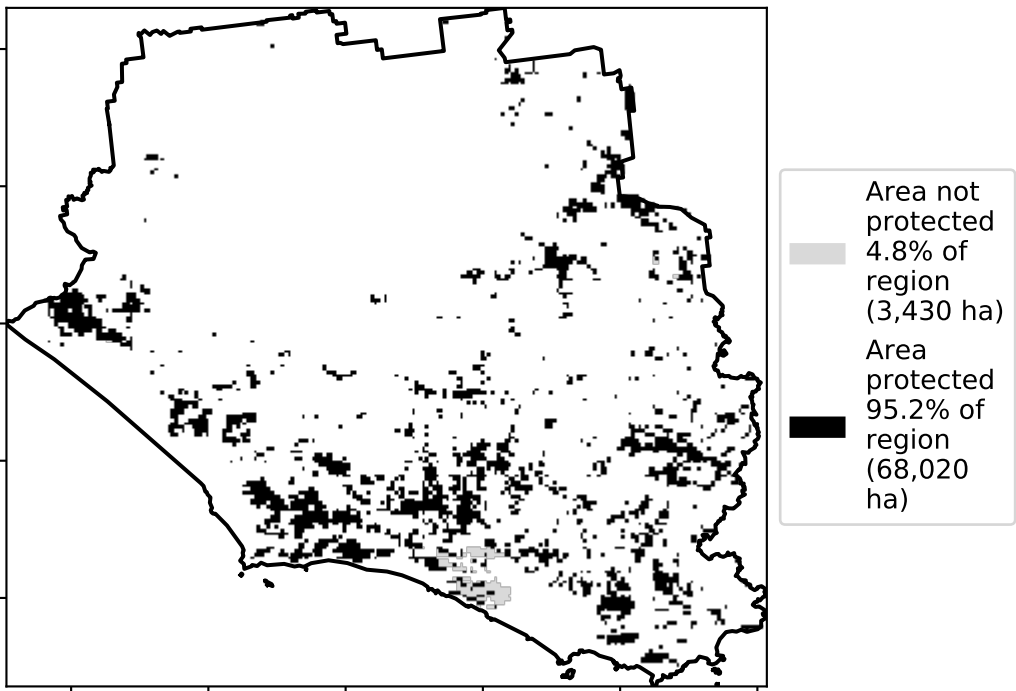 Area not
protected
4.8% of
region
(3,430 ha)
Area
protected
95.2% of
region
(68,020
ha)